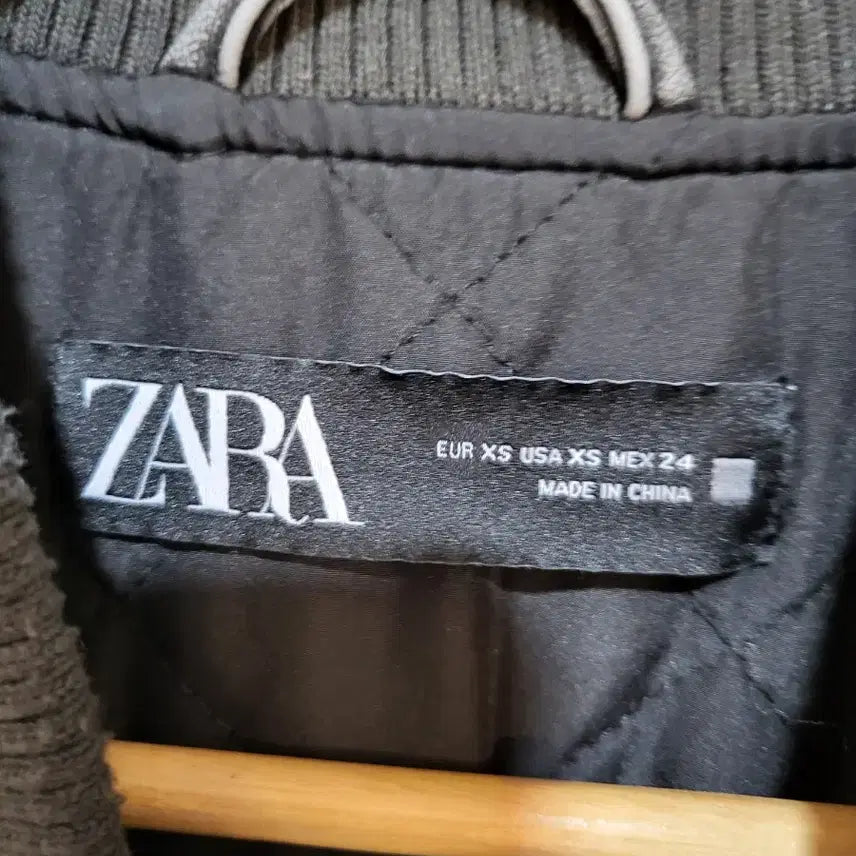 ZARA
EUR XS USA XS MEX 24
MADE IN CHINA